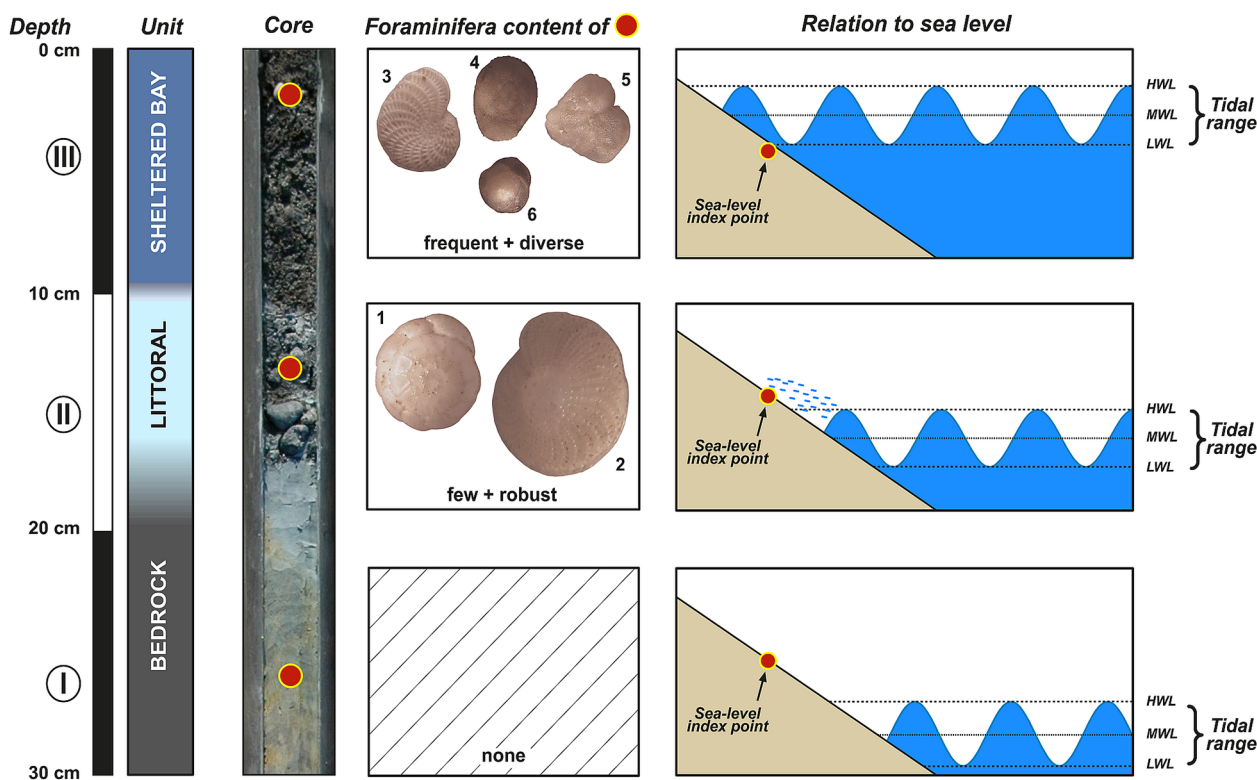 Depth
Unit
Core
Foraminifera content of
Relation to sea level
0 cm
10 cm
20 cm
30 cm
III
II
I
SHELTERED BAY
LITTORAL
BEDROCK
3
4
5
6
frequent + diverse
Sea-level
index point
HWL
MWL
LWL
Tidal
range
1
2
few + robust
Sea-level
index point
HWL
MWL
LWL
Tidal
range
none
Sea-level
index point
HWL
MWL
LWL
Tidal
range